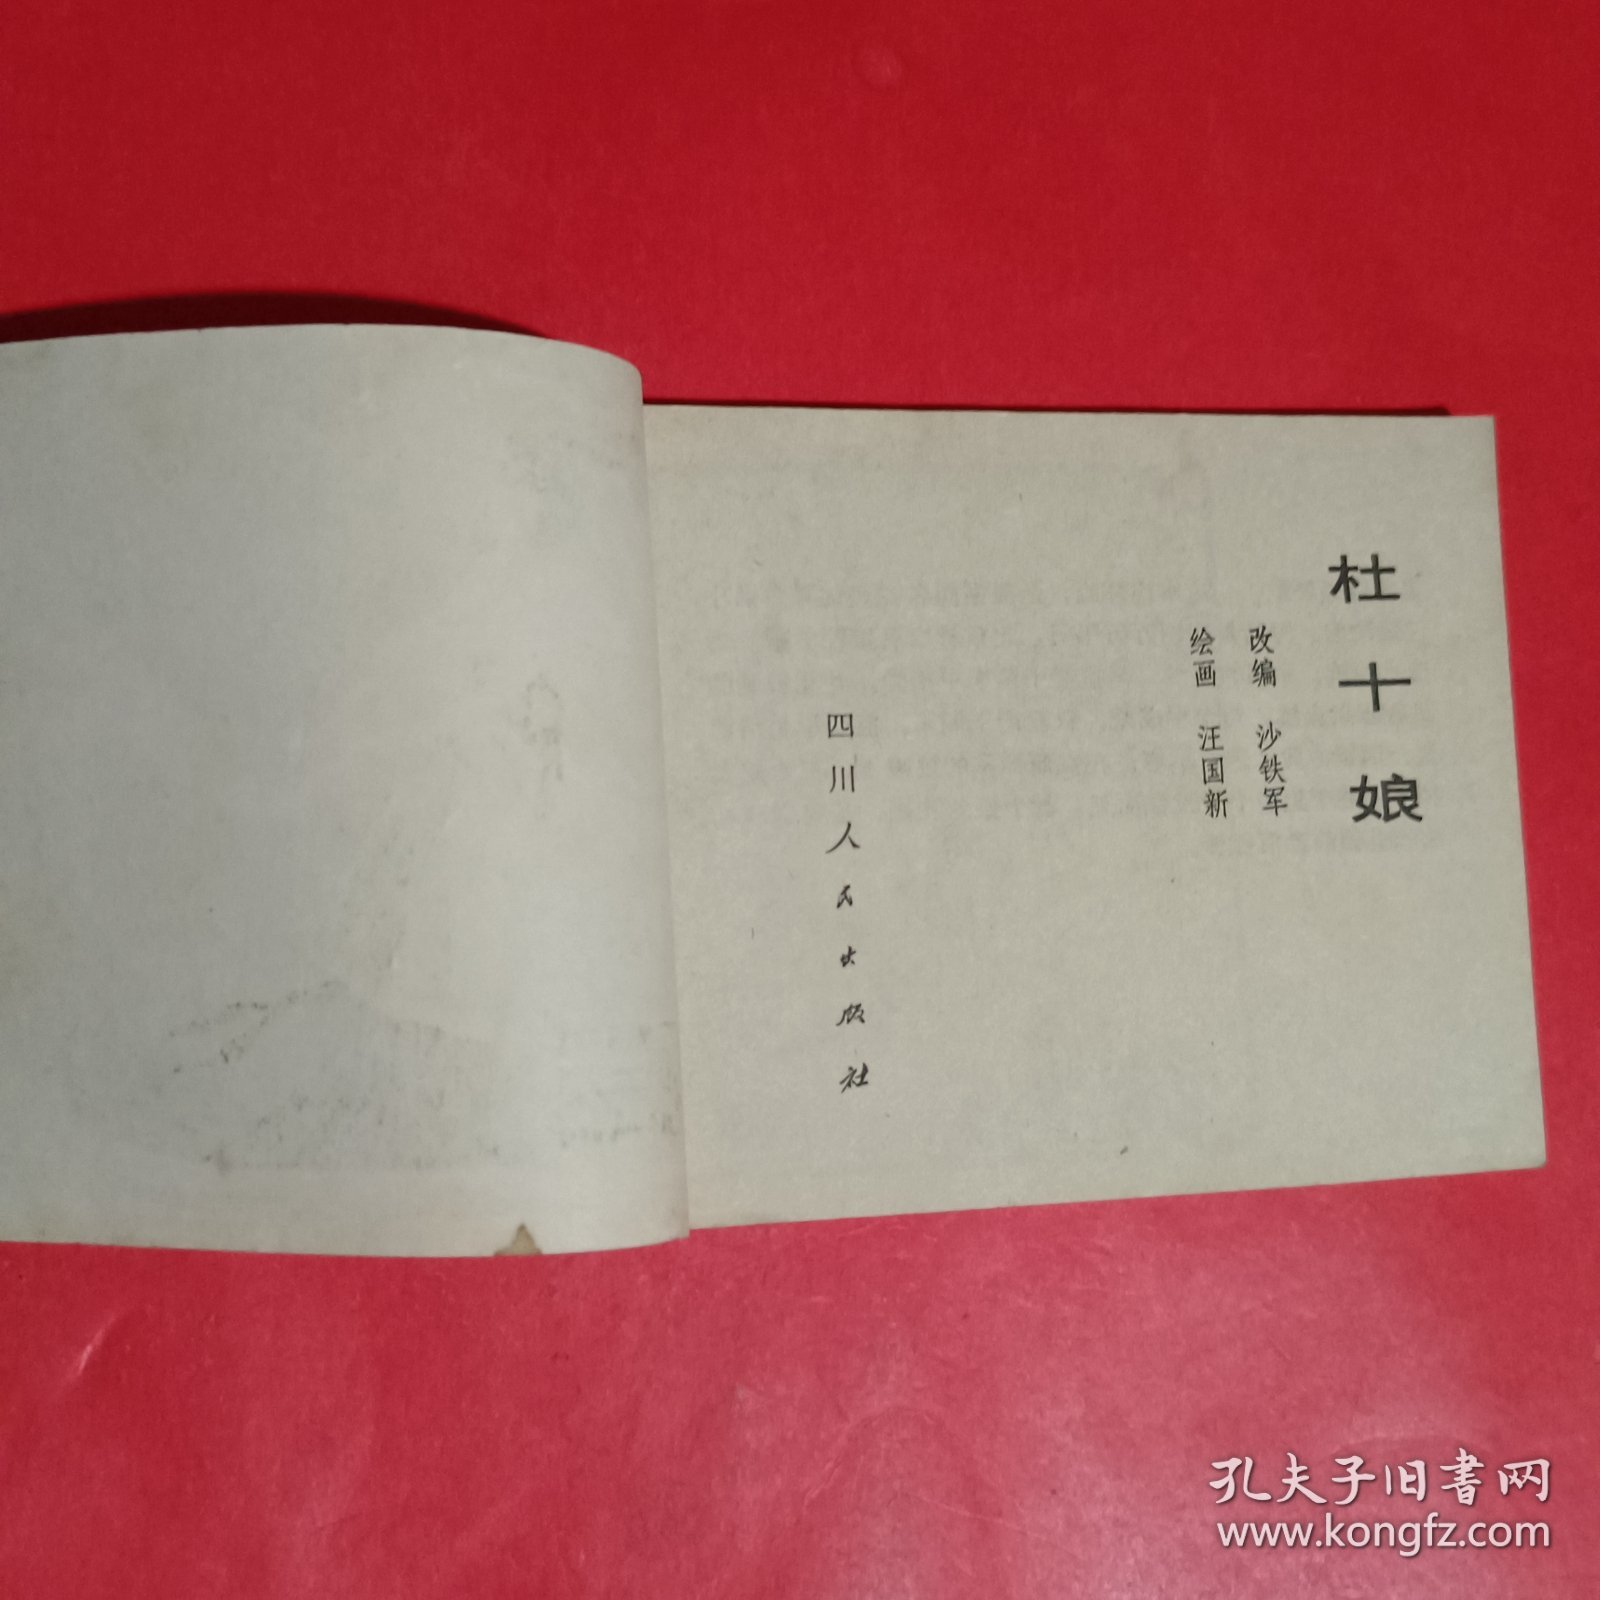 杜十娘
改编 沙铁军
绘画 汪国新
四川人民出版社
孔夫子旧书网
www.kongfz.com